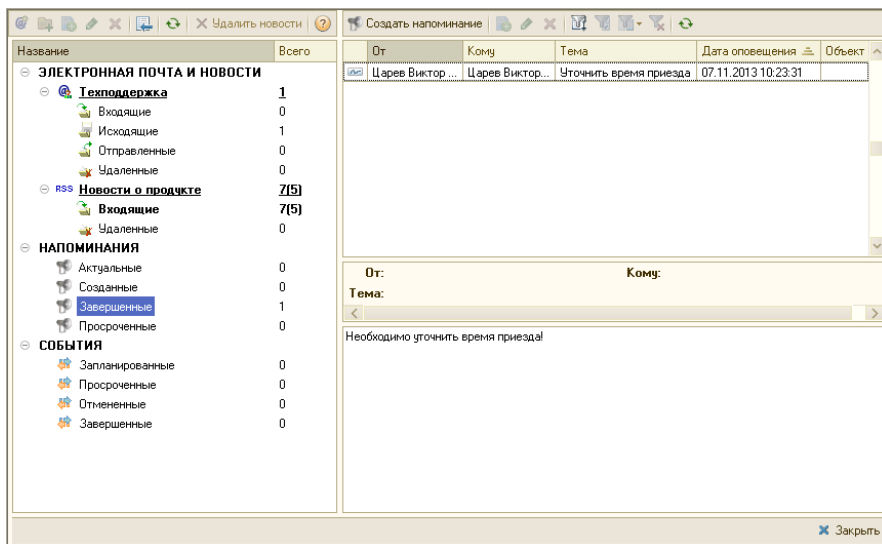 Удалить новости
Название Всего
ЭЛЕКТРОННАЯ ПОЧТА И НОВОСТИ
Техподдержка 1
Входящие 0
Исходящие 1
Отправленные 0
Удаленные 0
RSS Новости о продукте 7(5)
Входящие 7(5)
Удаленные 0
НАПОМИНАНИЯ
Актуальные 0
Созданные 0
Завершенные 1
Просроченные 0
СОБЫТИЯ
Запланированные 0
Просроченные 0
Отмененные 0
Завершенные 0
Создать напоминание
От Кому Тема Дата оповещения Объект
Царев Виктор ... Царев Виктор... Уточнить время приезда 07.11.2013 10:23:31
От: Кому:
Тема:
Необходимо уточнить время приезда!
Закрыть